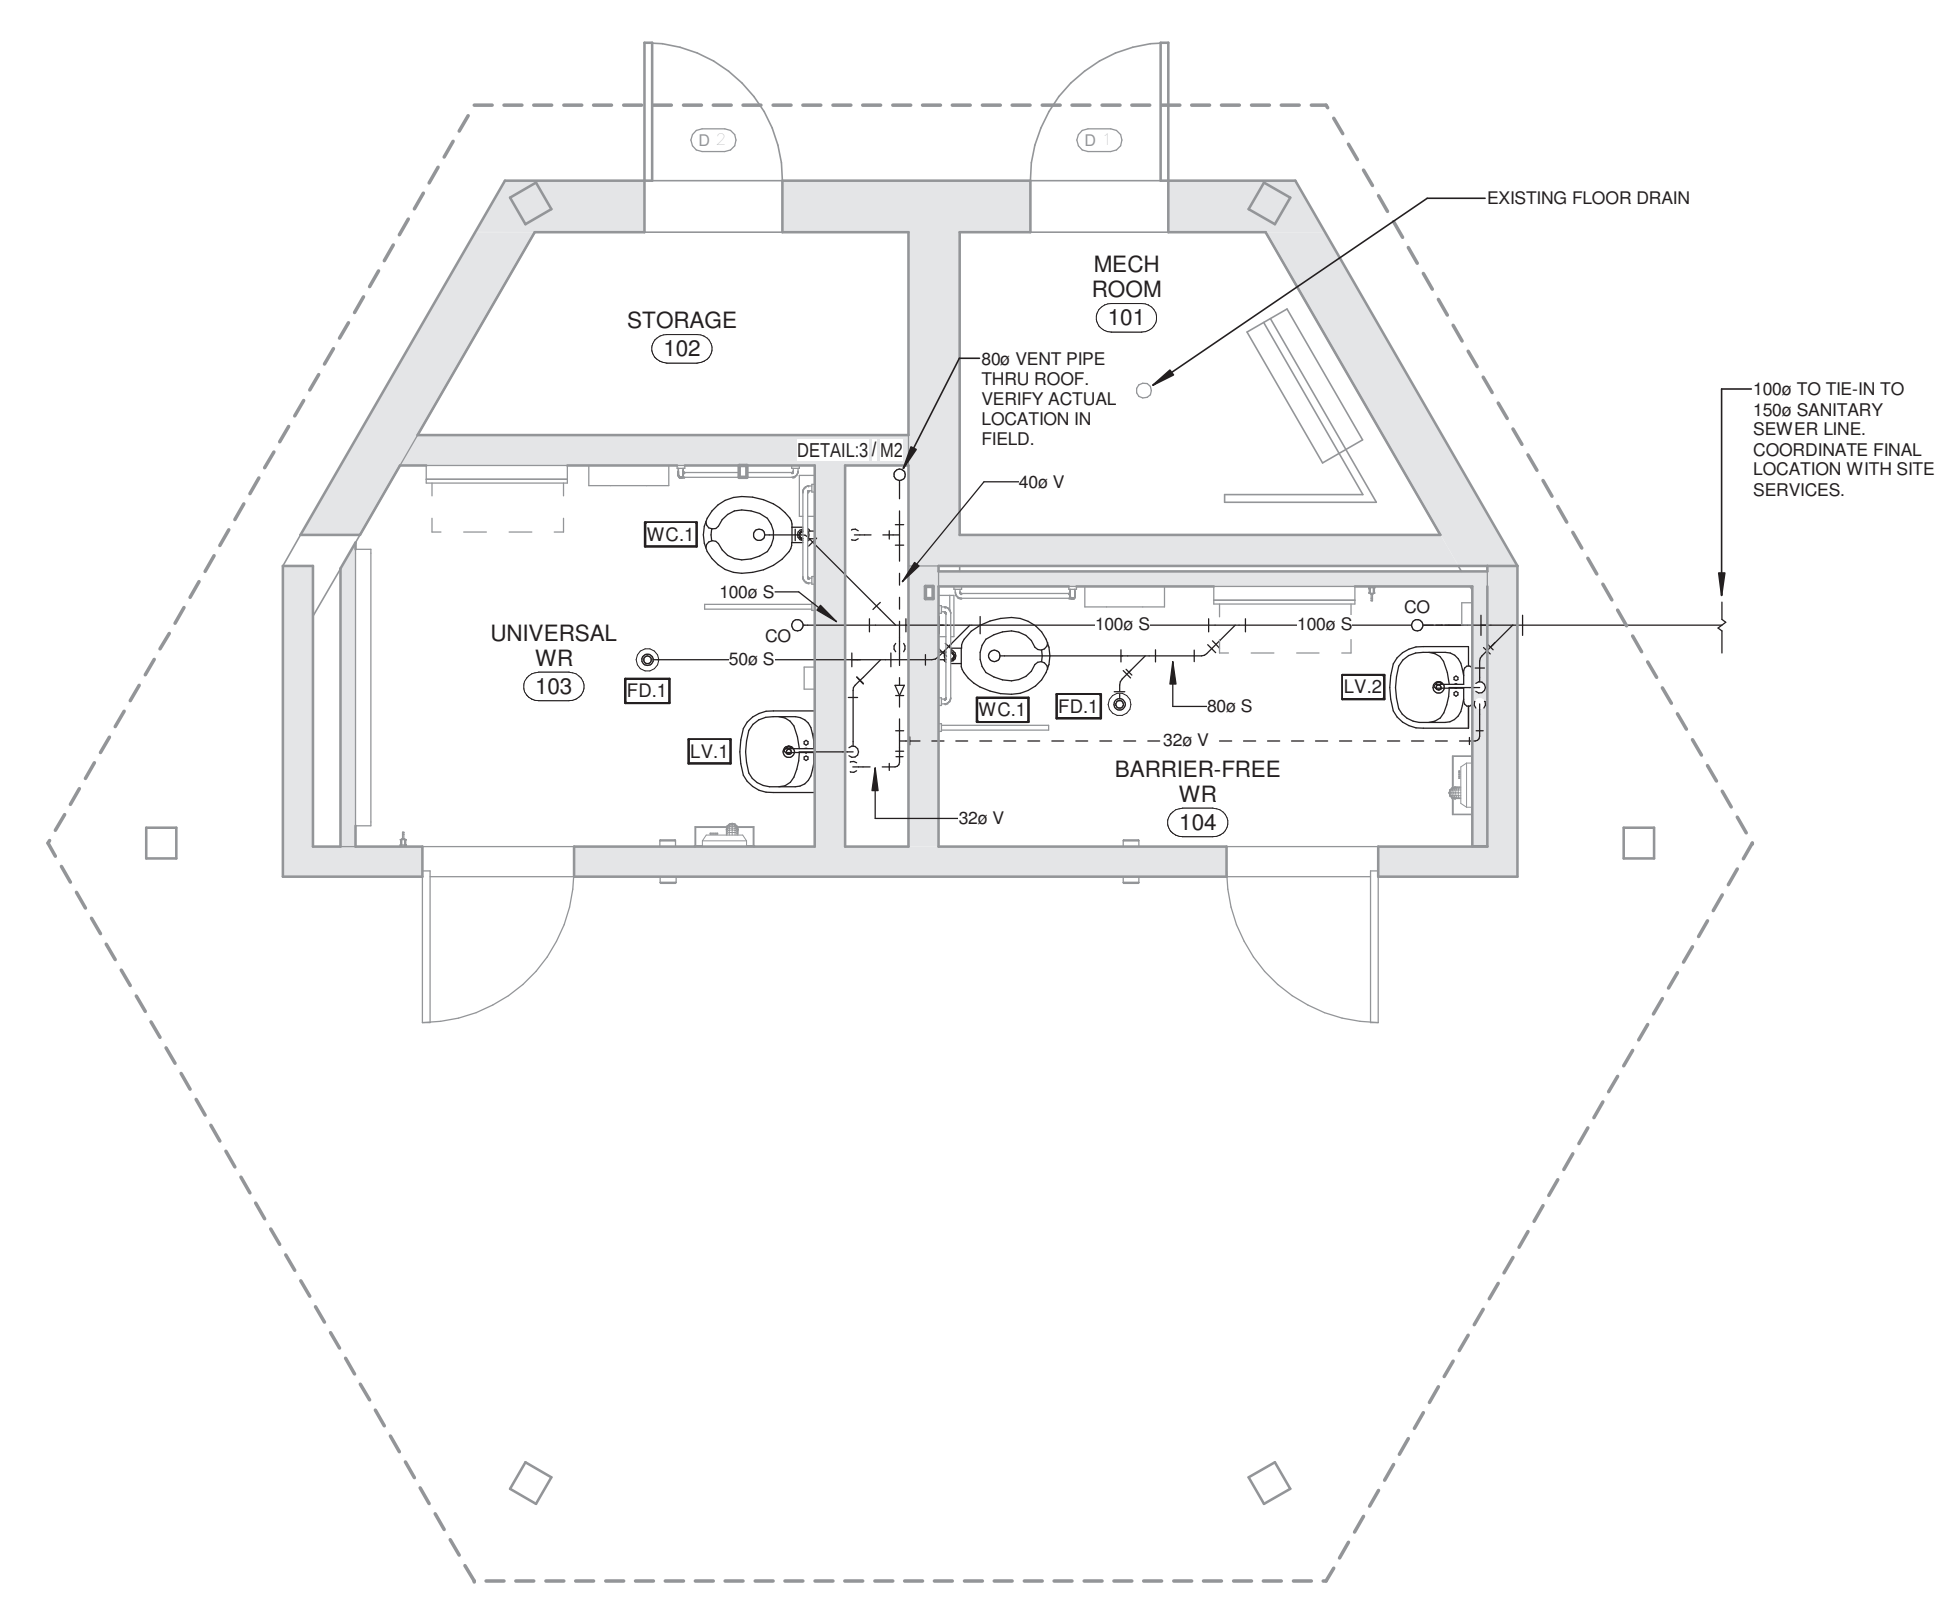 D 2
D 1
EXISTING FLOOR DRAIN
MECH
ROOM
101
STORAGE
102
80ø VENT PIPE
THRU ROOF.
VERIFY ACTUAL
LOCATION IN
FIELD.
100ø TO TIE-IN TO
150ø SANITARY
SEWER LINE.
COORDINATE FINAL
LOCATION WITH SITE
SERVICES.
DETAIL:3 / M2
40ø V
WC.1
100ø S
CO
UNIVERSAL
WR
103
50ø S
FD.1
LV.1
100ø S
100ø S
CO
WC.1
FD.1
80ø S
LV.2
32ø V
BARRIER-FREE
WR
104
32ø V